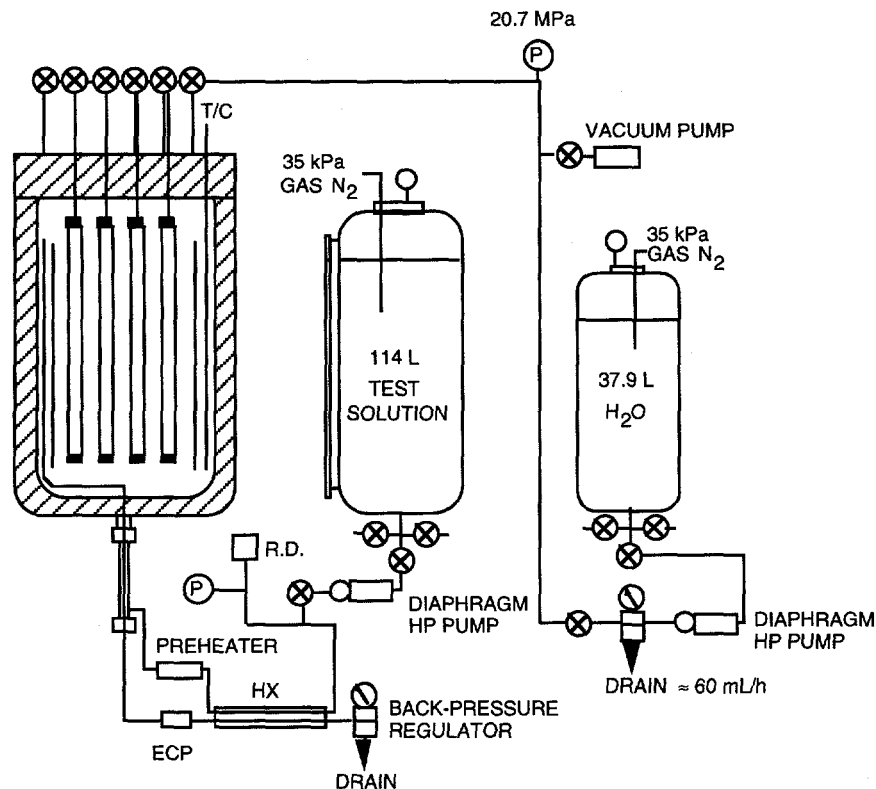 20.7 MPa
P
T/C
VACUUM PUMP
35 kPa
GAS N2
35 kPa
GAS N2
114 L
TEST
SOLUTION
37.9 L
H2O
R.D.
P
DIAPHRAGM
HP PUMP
DIAPHRAGM
HP PUMP
PREHEATER
HX
DRAIN ≈ 60 mL/h
BACK-PRESSURE
REGULATOR
ECP
DRAIN